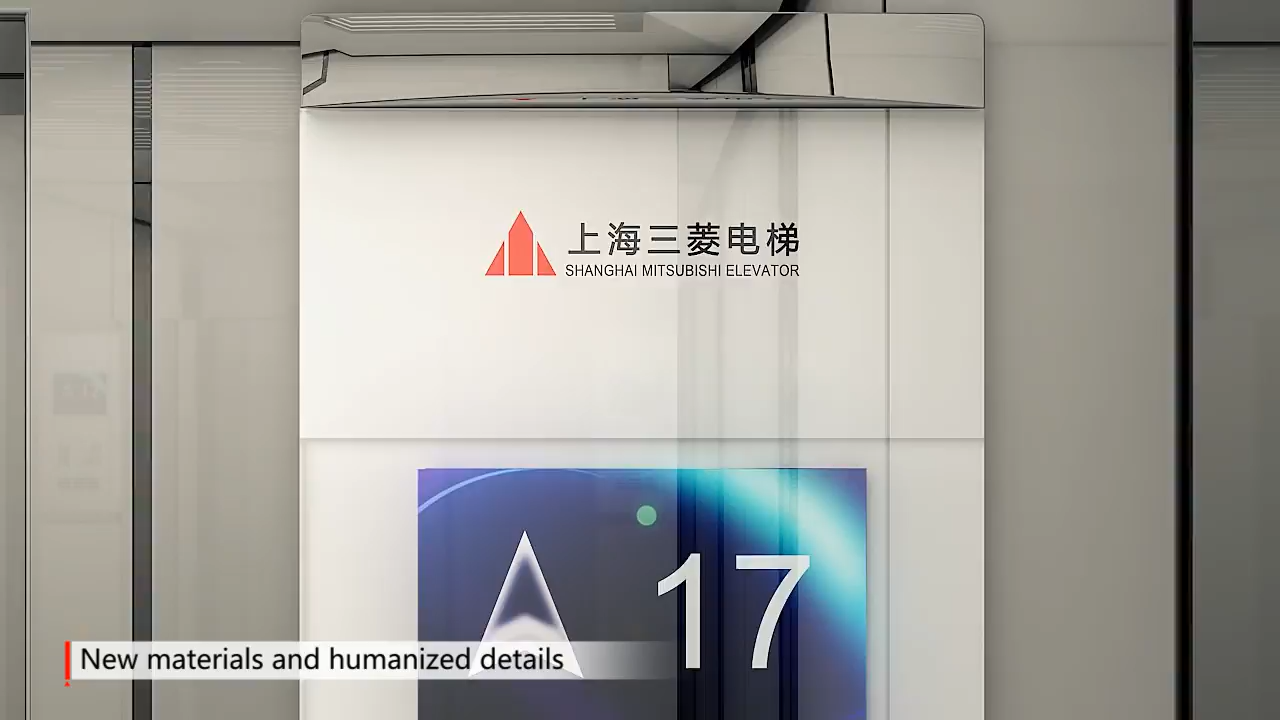 上海三菱电梯
SHANGHAI MITSUBISHI ELEVATOR
17
New materials and humanized details